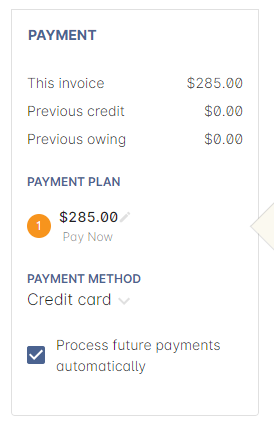 PAYMENT
This invoice $285.00
Previous credit $0.00
Previous owing $0.00
PAYMENT PLAN
1 $285.00
Pay Now
PAYMENT METHOD
Credit card
Process future payments
automatically